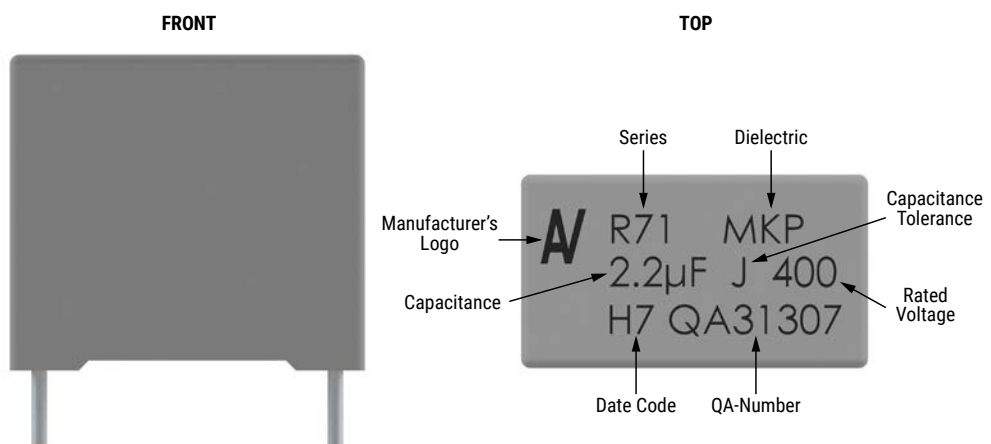 FRONT
TOP
Series
Dielectric
Capacitance
Tolerance
Manufacturer's
Logo
R71 MKP
2.2µF J 400
H7 QA31307
Capacitance
Rated
Voltage
Date Code
QA-Number